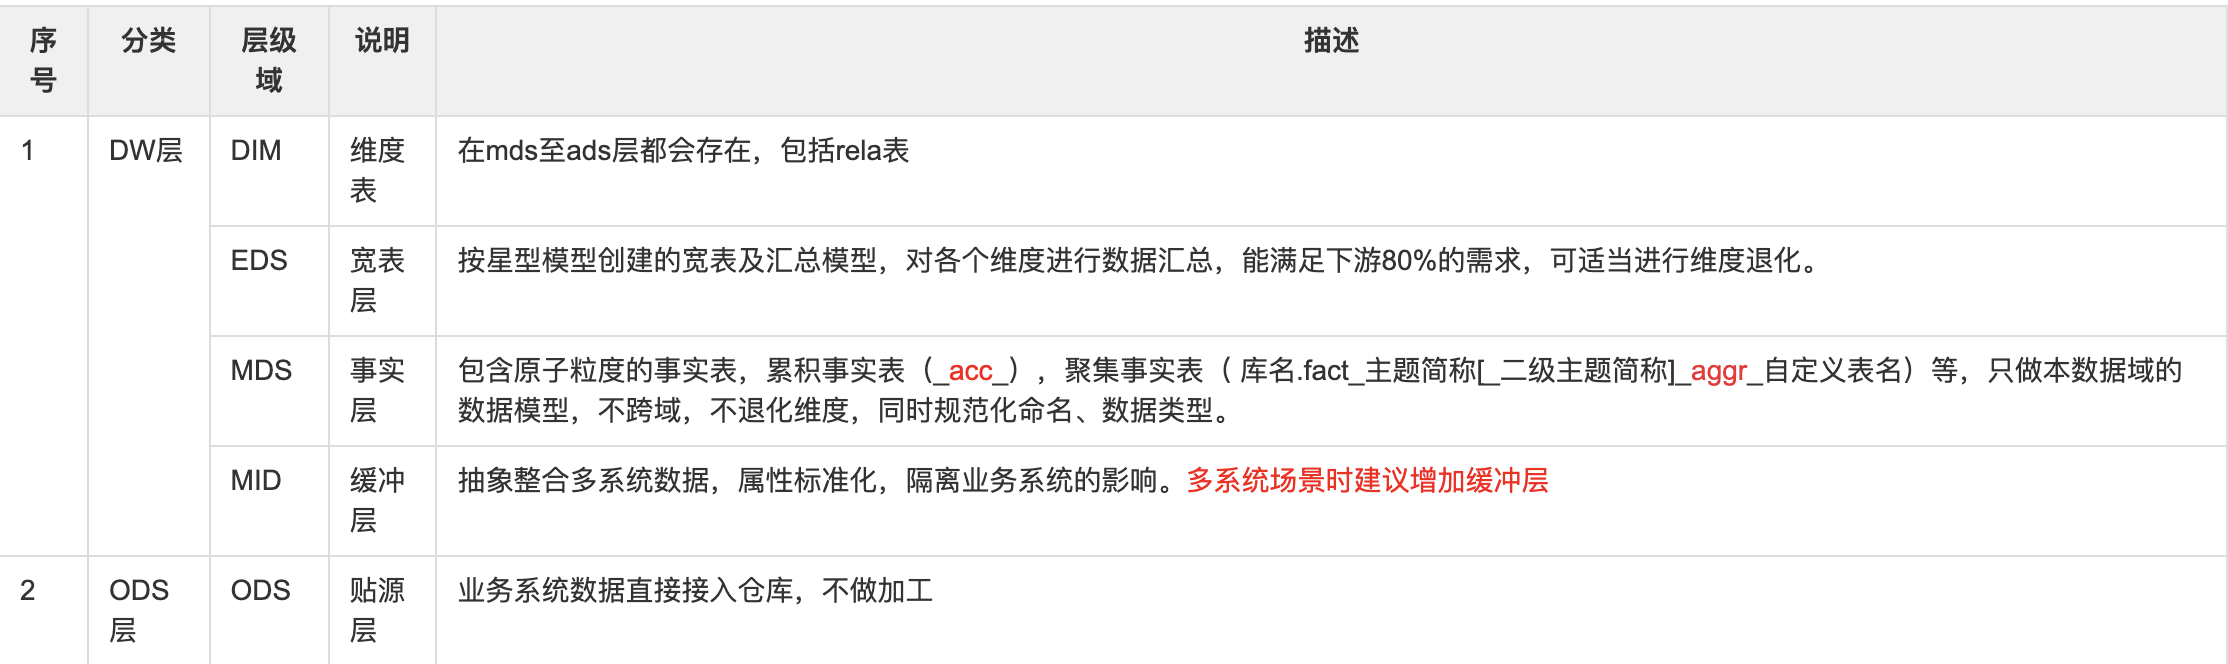 序号 分类 层级域 说明 描述
1 DW层 DIM 维度表 在mds至ads层都会存在，包括rela表
EDS 宽表层 按星型模型创建的宽表及汇总模型，对各个维度进行数据汇总，能满足下游80%的需求，可适当进行维度退化。
MDS 事实层 包含原子粒度的事实表，累积事实表（_acc_），聚集事实表（ 库名.fact_主题简称[_二级主题简称]_aggr_自定义表名）等，只做本数据域的
数据模型，不跨域，不退化维度，同时规范化命名、数据类型。
MID 缓冲层 抽象整合多系统数据，属性标准化，隔离业务系统的影响。多系统场景时建议增加缓冲层
2 ODS层 ODS 贴源层 业务系统数据直接接入仓库，不做加工